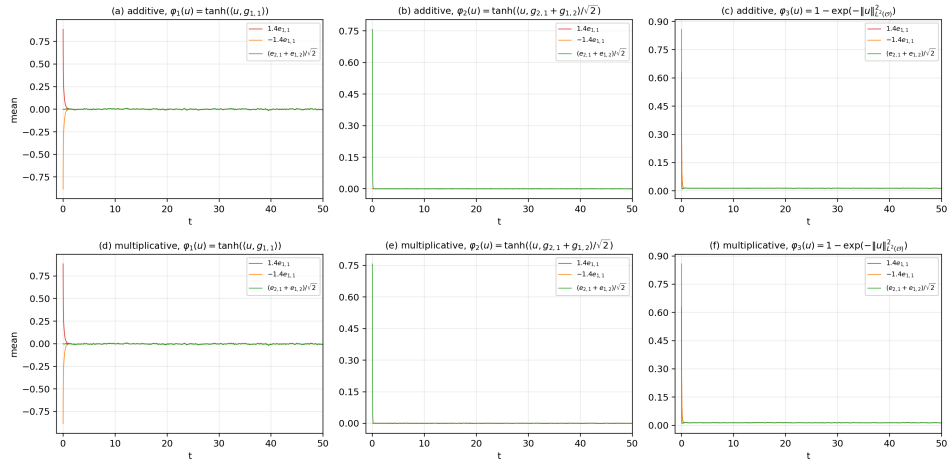 (a) additive, φ₁(u) = tanh(⟨u, g₁,₁⟩)
mean
0.75
0.50
0.25
0.00
−0.25
−0.50
−0.75
1.4e₁,₁
−1.4e₁,₁
(e₂,₁ + e₁,₂)/√2
0 10 20 30 40 50
t
(b) additive, φ₂(u) = tanh(⟨u, g₂,₁ + g₁,₂⟩/√2)
0.75
0.60
0.45
0.30
0.15
0.00
1.4e₁,₁
−1.4e₁,₁
(e₂,₁ + e₁,₂)/√2
0 10 20 30 40 50
t
(c) additive, φ₃(u) = 1 − exp(−‖u‖²_L²(𝒪))
0.90
0.75
0.60
0.45
0.30
0.15
0.00
1.4e₁,₁
−1.4e₁,₁
(e₂,₁ + e₁,₂)/√2
0 10 20 30 40 50
t
(d) multiplicative, φ₁(u) = tanh(⟨u, g₁,₁⟩)
mean
0.75
0.50
0.25
0.00
−0.25
−0.50
−0.75
1.4e₁,₁
−1.4e₁,₁
(e₂,₁ + e₁,₂)/√2
0 10 20 30 40 50
t
(e) multiplicative, φ₂(u) = tanh(⟨u, g₂,₁ + g₁,₂⟩/√2)
0.75
0.60
0.45
0.30
0.15
0.00
1.4e₁,₁
−1.4e₁,₁
(e₂,₁ + e₁,₂)/√2
0 10 20 30 40 50
t
(f) multiplicative, φ₃(u) = 1 − exp(−‖u‖²_L²(𝒪))
0.90
0.75
0.60
0.45
0.30
0.15
0.00
1.4e₁,₁
−1.4e₁,₁
(e₂,₁ + e₁,₂)/√2
0 10 20 30 40 50
t